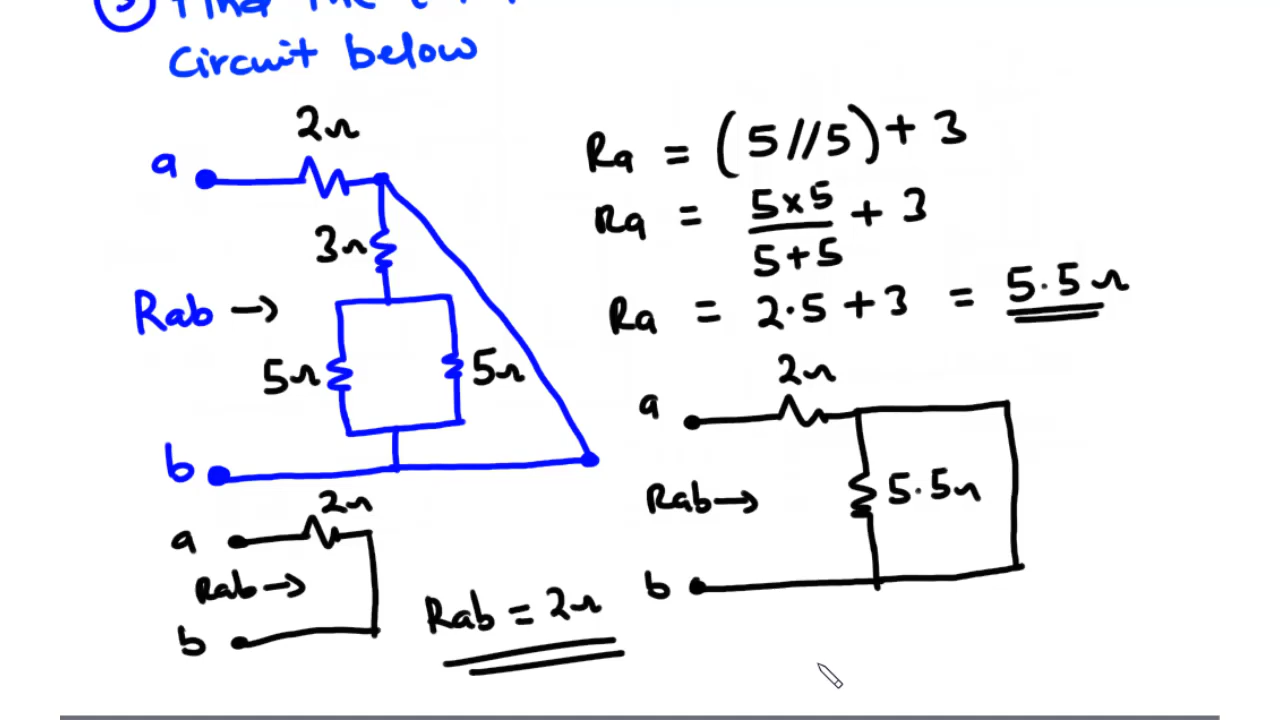 3
circuit below
2Ω
a
3Ω
Rab →
5Ω 5Ω
b
Ra = (5//5) + 3
Ra = 5×5/5+5 + 3
Ra = 2.5 + 3 = 5.5Ω
2Ω
a
Rab →
5.5Ω
b
2Ω
a
Rab →
b
Rab = 2Ω